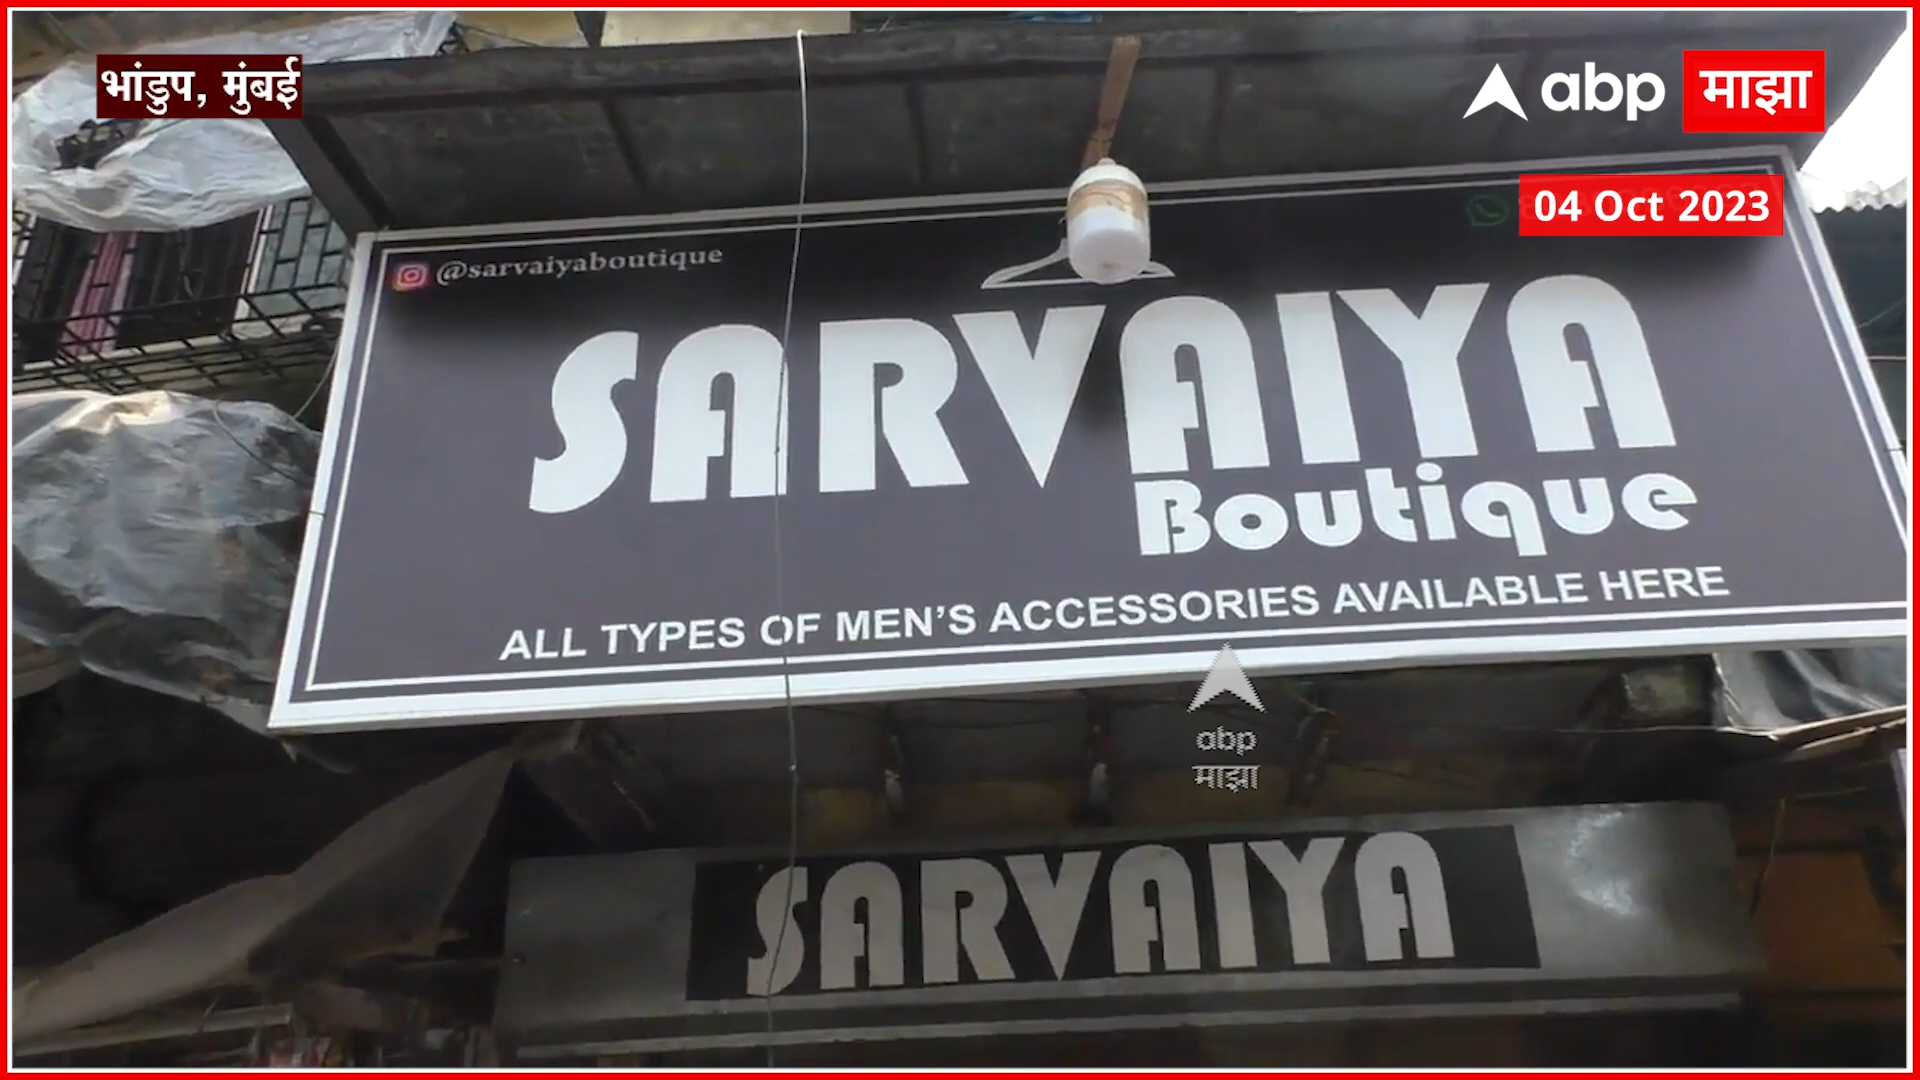 भांडुप, मुंबई
abp माझा
04 Oct 2023
@sarvaiyaboutique
SARVAIYA
Boutique
ALL TYPES OF MEN'S ACCESSORIES AVAILABLE HERE
abp
माझा
SARVAIYA